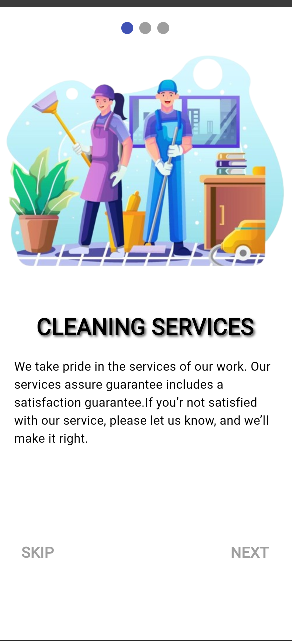 CLEANING SERVICES
We take pride in the services of our work. Our
services assure guarantee includes a
satisfaction guarantee.If you'r not satisfied
with our service, please let us know, and we'll
make it right.
SKIP
NEXT